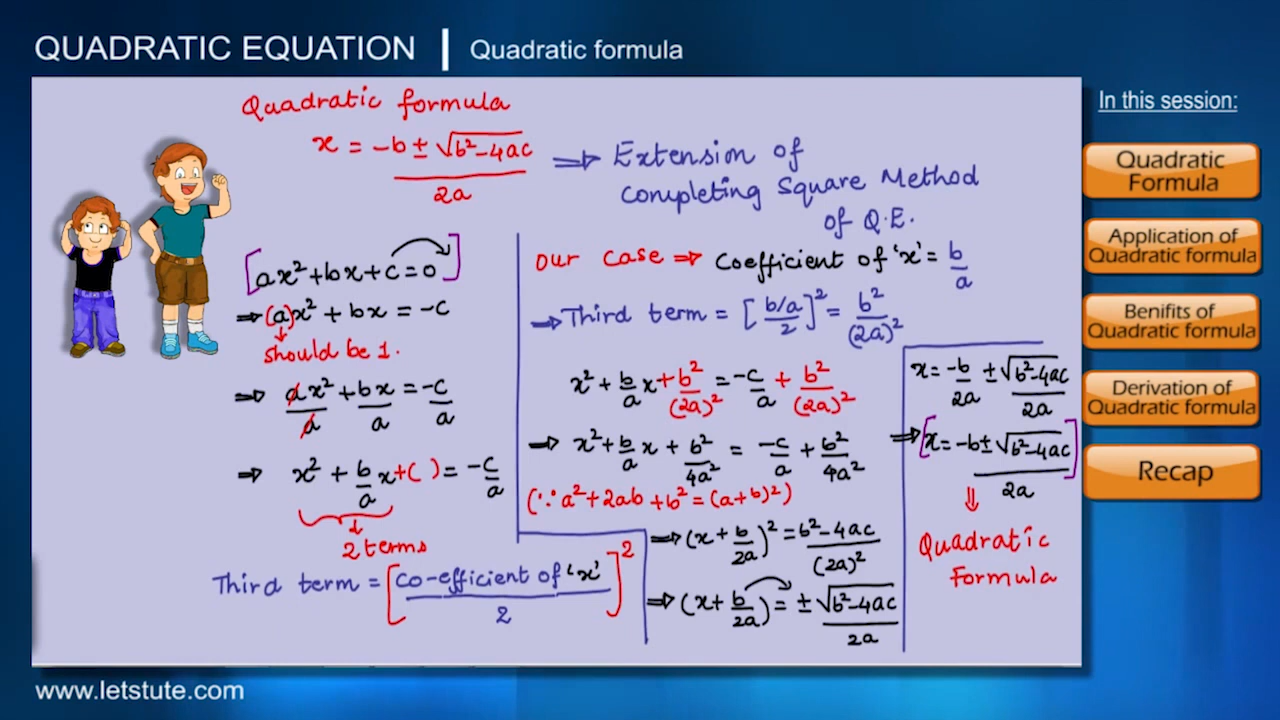 QUADRATIC EQUATION | Quadratic formula
Quadratic formula
x = -b ± √b²-4ac / 2a
⇒ Extension of
Completing Square Method
of Q.E.
[ax²+bx+c=0]
⇒ (a)x² + bx = -c
should be 1.
⇒ ax²/a + bx/a = -c/a
⇒ x² + b/a x + ( ) = -c/a
2 terms
Third term = [co-efficient of 'x' / 2]²
our case ⇒ Coefficient of 'x' = b/a
⇒ Third term = [b/a / 2]² = b²/(2a)²
x² + b/a x + b²/(2a)² = -c/a + b²/(2a)²
⇒ x² + b/a x + b²/4a² = -c/a + b²/4a²
(∵ a²+2ab+b² = (a+b)²)
⇒ (x + b/2a)² = b²-4ac/(2a)²
⇒ (x + b/2a) = ± √b²-4ac / 2a
x = -b/2a ± √b²-4ac / 2a
⇒ [x = -b ± √b²-4ac / 2a]
⇓
Quadratic
Formula
In this session:
Quadratic
Formula
Application of
Quadratic formula
Benifits of
Quadratic formula
Derivation of
Quadratic formula
Recap
www.letstute.com